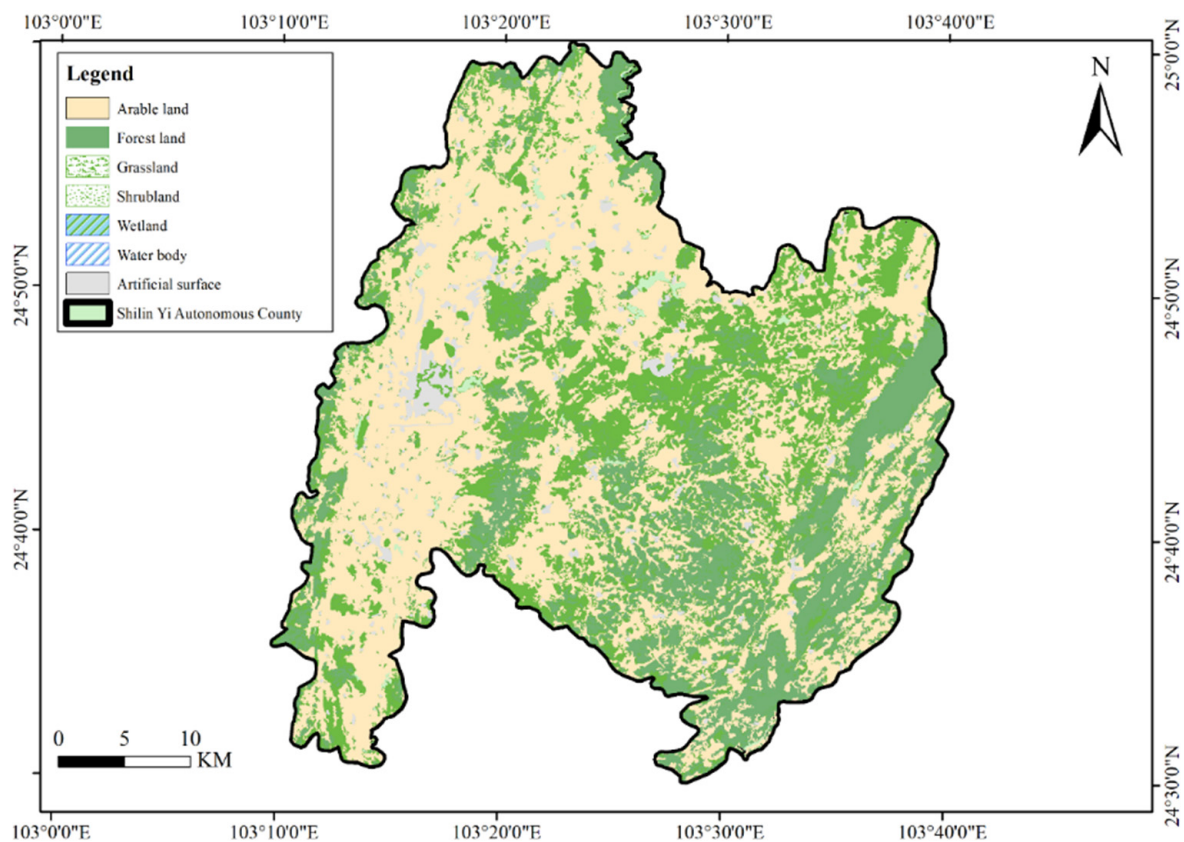 103°0'0"E 103°10'0"E 103°20'0"E 103°30'0"E 103°40'0"E
Legend
Arable land
Forest land
Grassland
Shrubland
Wetland
Water body
Artificial surface
Shilin Yi Autonomous County
N
25°0'0"N
24°50'0"N
24°50'0"N
24°40'0"N
24°40'0"N
24°30'0"N
0 5 10
KM
103°0'0"E 103°10'0"E 103°20'0"E 103°30'0"E 103°40'0"E